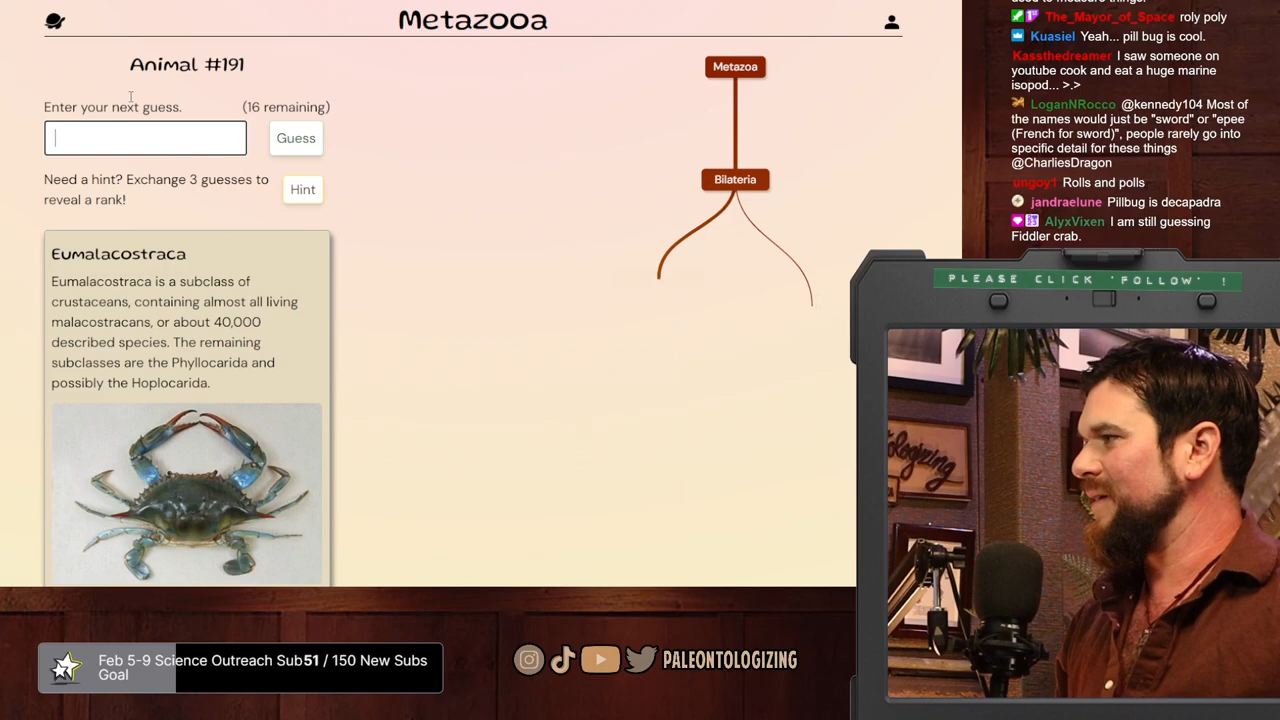 Metazooa
Animal #191
Enter your next guess.
(16 remaining)
Guess
Need a hint? Exchange 3 guesses to
reveal a rank!
Hint
Eumalacostraca
Eumalacostraca is a subclass of
crustaceans, containing almost all living
malacostracans, or about 40,000
described species. The remaining
subclasses are the Phyllocarida and
possibly the Hoplocarida.
Metazoa
Bilateria
The_Mayor_of_Space roly poly
Kuasiel Yeah... pill bug is cool.
Kassthedreamer I saw someone on
youtube cook and eat a huge marine
isopod... >.>
LoganNRocco @kennedy104 Most of
the names would just be "sword" or "epee
(French for sword)", people rarely go into
specific detail for these things
@CharliesDragon
ungoy1 Rolls and polls
jandraelune Pillbug is decapadra
AlyxVixen I am still guessing
Fiddler crab.
PLEASE CLICK 'FOLLOW' !
Feb 5-9 Science Outreach Sub
Goal
51 / 150 New Subs
PALEONTOLOGIZING